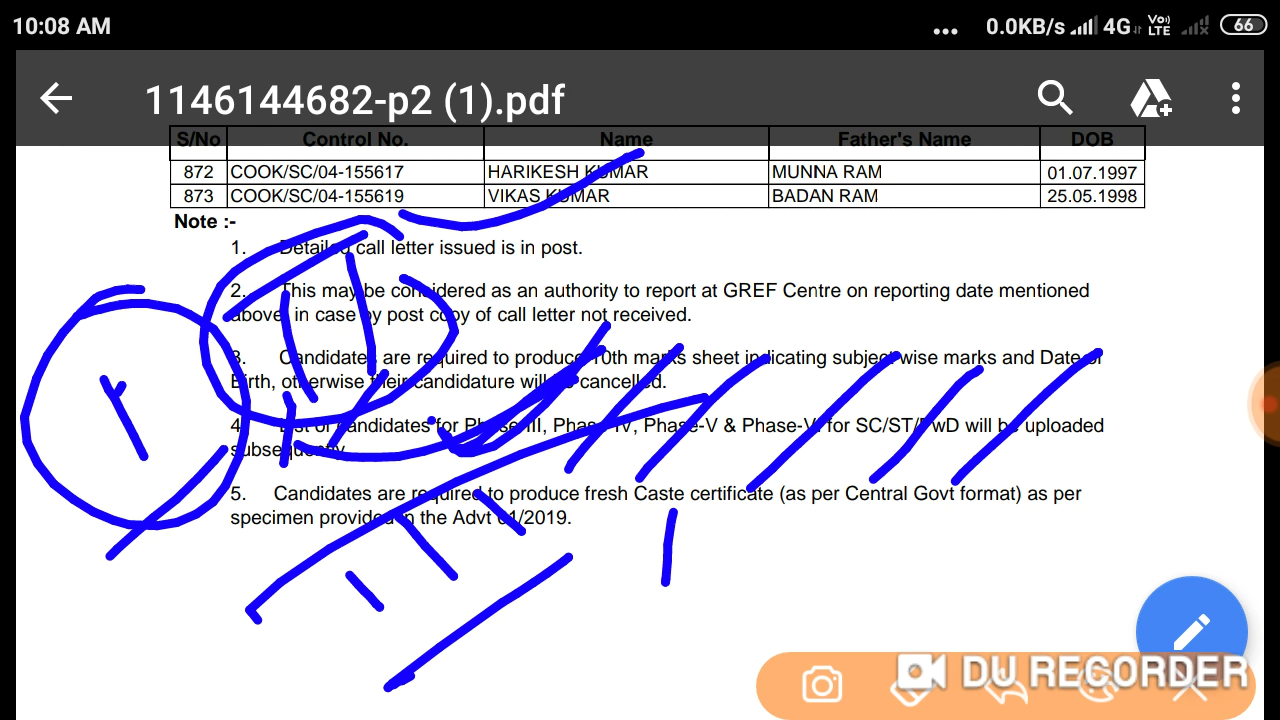 10:08 AM ... 0.0KB/s 4G Vo) LTE 66
1146144682-p2 (1).pdf
S/No Control No. Name Father's Name DOB
872 COOK/SC/04-155617 HARIKESH KUMAR MUNNA RAM 01.07.1997
873 COOK/SC/04-155619 VIKAS KUMAR BADAN RAM 25.05.1998
Note :-
1. Detailed call letter issued is in post.
2. This may be considered as an authority to report at GREF Centre on reporting date mentioned
above, in case by post copy of call letter not received.
3. Candidates are required to produce 10th marks sheet indicating subject wise marks and Date of
Birth, otherwise their candidature will be cancelled.
4. List of candidates for Phase-III, Phase-IV, Phase-V & Phase-VI for SC/ST/PwD will be uploaded
subsequently.
5. Candidates are required to produce fresh Caste certificate (as per Central Govt format) as per
specimen provided in the Advt 01/2019.
DU RECORDER